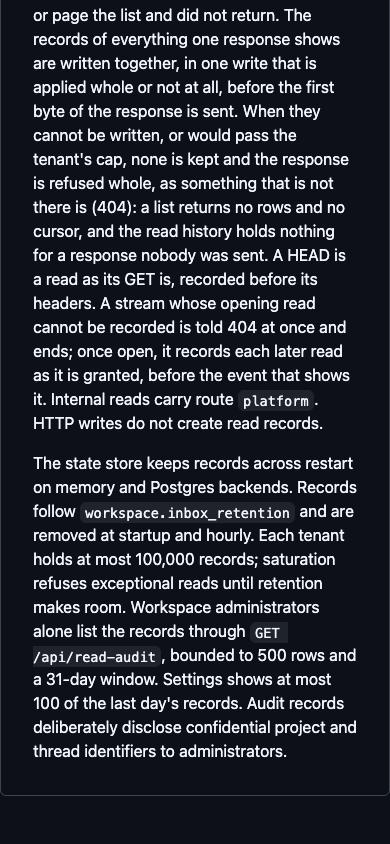 or page the list and did not return. The
records of everything one response shows
are written together, in one write that is
applied whole or not at all, before the first
byte of the response is sent. When they
cannot be written, or would pass the
tenant's cap, none is kept and the response
is refused whole, as something that is not
there is (404): a list returns no rows and no
cursor, and the read history holds nothing
for a response nobody was sent. A HEAD is
a read as its GET is, recorded before its
headers. A stream whose opening read
cannot be recorded is told 404 at once and
ends; once open, it records each later read
as it is granted, before the event that shows
it. Internal reads carry route platform.
HTTP writes do not create read records.
The state store keeps records across restart
on memory and Postgres backends. Records
follow workspace.inbox_retention and are
removed at startup and hourly. Each tenant
holds at most 100,000 records; saturation
refuses exceptional reads until retention
makes room. Workspace administrators
alone list the records through GET
/api/read-audit, bounded to 500 rows and
a 31-day window. Settings shows at most
100 of the last day's records. Audit records
deliberately disclose confidential project and
thread identifiers to administrators.